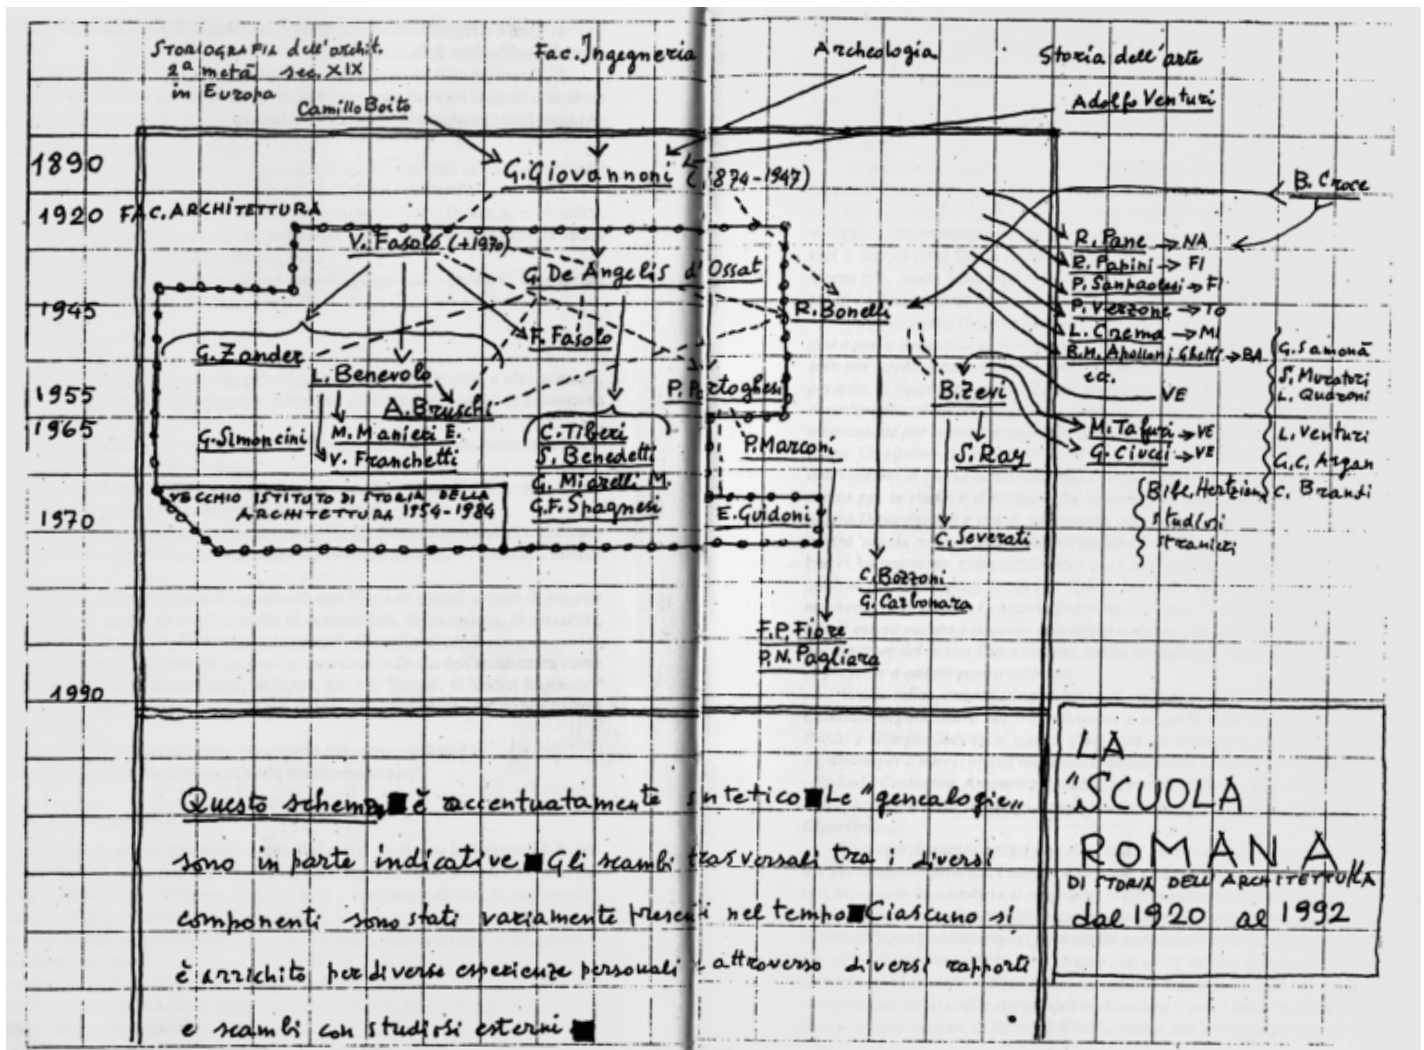 STORIOGRAFIA dell'archit.
2ª metà sec. XIX
in Europa
Camillo Boito
Fac. Ingegneria
Archeologia
Storia dell'arte
Adolfo Venturi
1890
G. Giovannoni (1874-1947)
B. Croce
1920
FAC. ARCHITETTURA
V. Fasolo (+1970)
G. De Angelis d'Ossat
R. Pane → NA
R. Papini → FI
P. Sanpaolesi → FI
1945
R. Bonelli
P. Verzone → TO
L. Crema → MI
B.M. Apollonj Ghetti → BA
ec.
VE
F. Fasolo
G. Zander
L. Benevolo
P. Portoghesi
B. Zevi
1955
A. Bruschi
1965
G. Simoncini
M. Manieri E.
V. Franchetti
C. Tiberi
S. Benedetti
G. Miarelli M.
G.F. Spagnesi
P. Marconi
S. Ray
M. Tafuri → VE
G. Ciucci → VE
G. Samonà
S. Muratori
L. Quaroni
L. Venturi
G.C. Argan
C. Brandi
Bibl. Hertzian
studiosi
stranieri
VECCHIO ISTITUTO DI STORIA DELLA
ARCHITETTURA 1954-1984
1970
E. Guidoni
C. Severati
C. Bozzoni
G. Carbonara
F.P. Fiore
P.N. Pagliara
1990
Questo schema ■ è accentuatamente sintetico ■ Le "genealogie"
sono in parte indicative ■ Gli scambi trasversali tra i diversi
componenti sono stati variamente presenti nel tempo ■ Ciascuno si
è arrichito per diverse esperienze personali e attroverso diversi rapporti
e scambi con studiosi esterni ■
LA
"SCUOLA
ROMANA"
DI STORIA DELL'ARCHITETTURA
dal 1920 al 1992